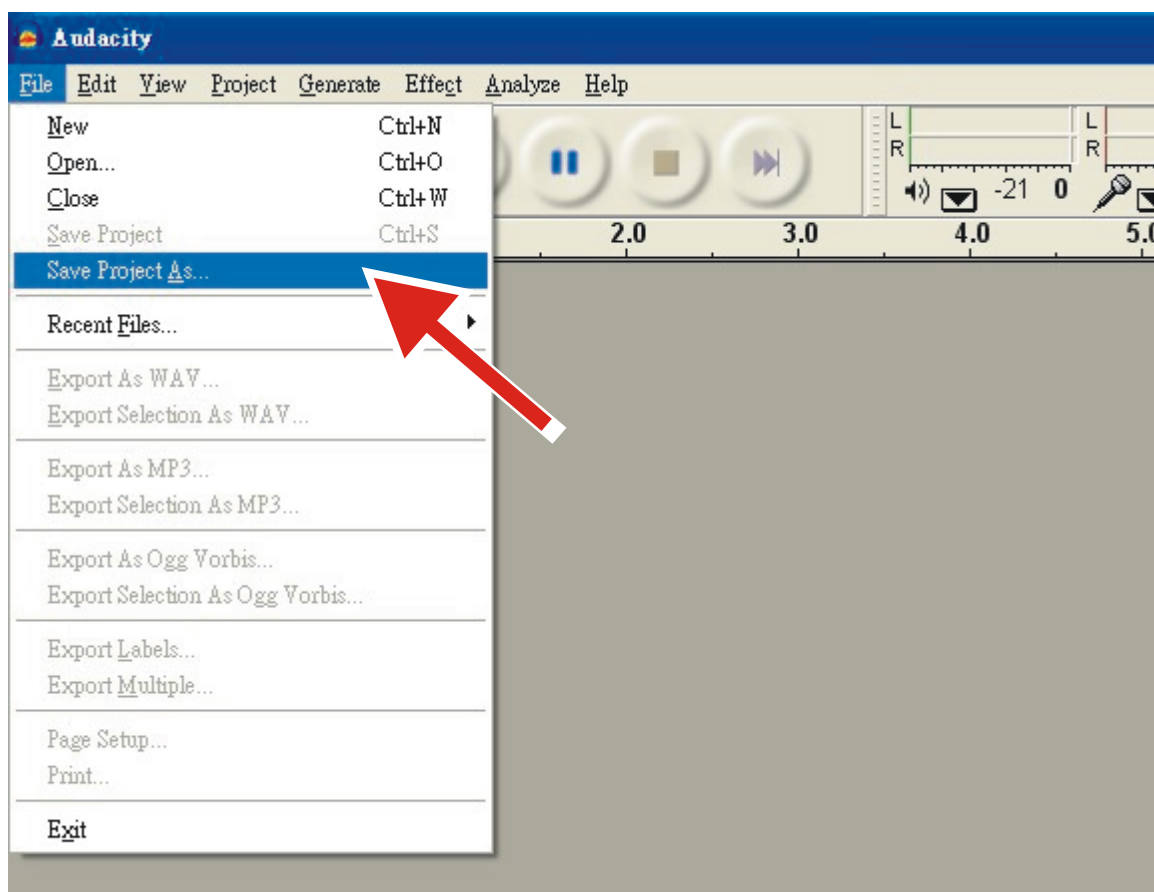 Audacity
File Edit View Project Generate Effect Analyze Help
New Ctrl+N
Open... Ctrl+O
Close Ctrl+W
Save Project Ctrl+S
Save Project As...
Recent Files...
Export As WAV...
Export Selection As WAV...
Export As MP3...
Export Selection As MP3...
Export As Ogg Vorbis...
Export Selection As Ogg Vorbis...
Export Labels...
Export Multiple...
Page Setup...
Print...
Exit
L L
R R
-21 0
2.0 3.0 4.0 5.0